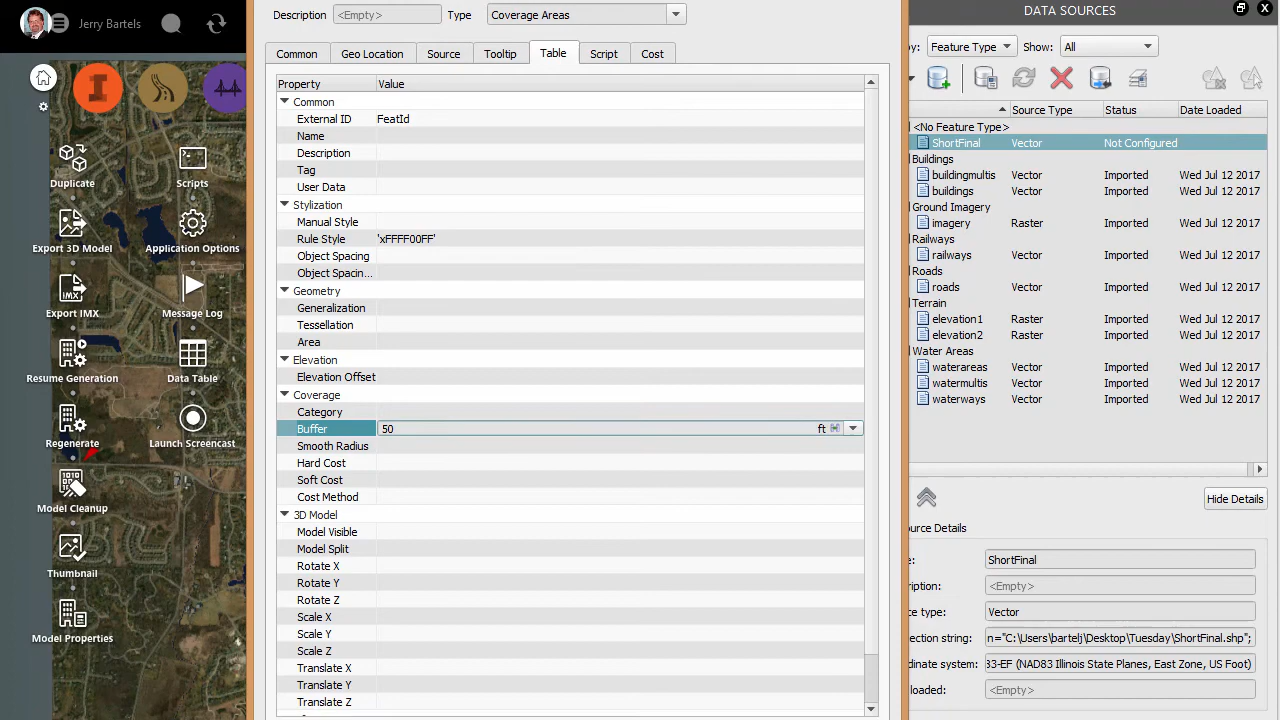 Jerry Bartels
Duplicate
Scripts
Export 3D Model
Application Options
IMX
Export IMX
Message Log
Resume Generation
Data Table
Regenerate
Launch Screencast
Model Cleanup
Thumbnail
Model Properties
Description <Empty> Type Coverage Areas
Common Geo Location Source Tooltip Table Script Cost
Property Value
Common
External ID FeatId
Name
Description
Tag
User Data
Stylization
Manual Style
Rule Style 'xFFFF00FF'
Object Spacing
Object Spacin...
Geometry
Generalization
Tessellation
Area
Elevation
Elevation Offset
Coverage
Category
Buffer 50 ft
Smooth Radius
Hard Cost
Soft Cost
Cost Method
3D Model
Model Visible
Model Split
Rotate X
Rotate Y
Rotate Z
Scale X
Scale Y
Scale Z
Translate X
Translate Y
Translate Z
DATA SOURCES
by: Feature Type Show: All
Source Type Status Date Loaded
<No Feature Type>
ShortFinal Vector Not Configured
Buildings
buildingmultis Vector Imported Wed Jul 12 2017
buildings Vector Imported Wed Jul 12 2017
Ground Imagery
imagery Raster Imported Wed Jul 12 2017
Railways
railways Vector Imported Wed Jul 12 2017
Roads
roads Vector Imported Wed Jul 12 2017
Terrain
elevation1 Raster Imported Wed Jul 12 2017
elevation2 Raster Imported Wed Jul 12 2017
Water Areas
waterareas Vector Imported Wed Jul 12 2017
watermultis Vector Imported Wed Jul 12 2017
waterways Vector Imported Wed Jul 12 2017
Hide Details
ource Details
e: ShortFinal
ription: <Empty>
e type: Vector
ection string: n="C:\Users\bartelj\Desktop\Tuesday\ShortFinal.shp";
dinate system: 83-EF (NAD83 Illinois State Planes, East Zone, US Foot)
loaded: <Empty>